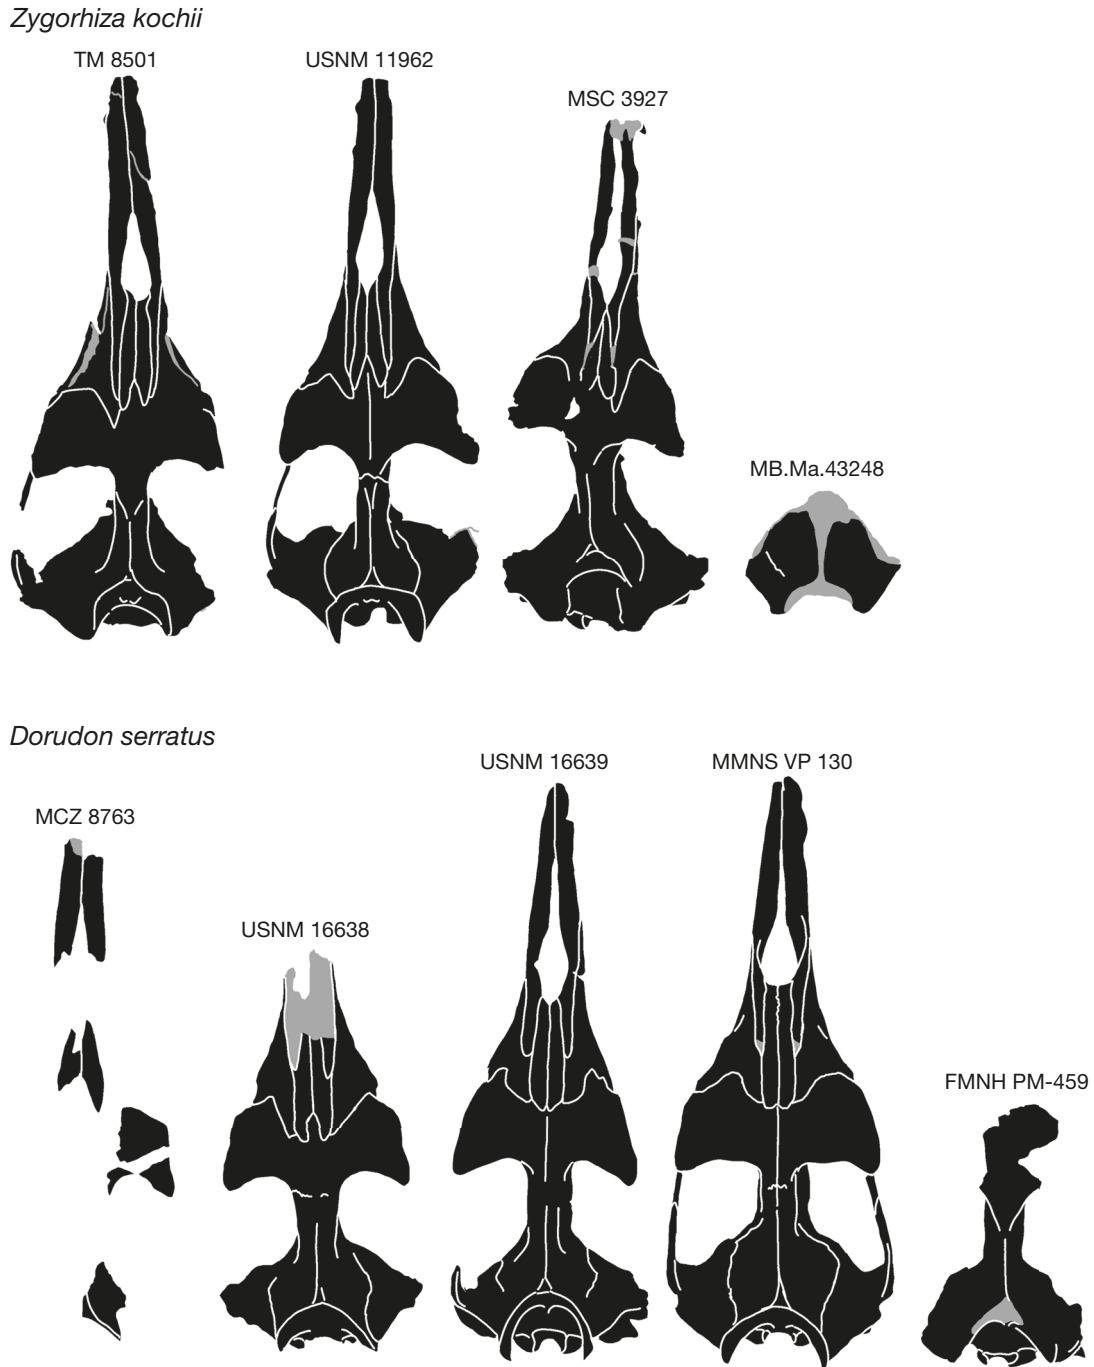 Zygorhiza kochii
TM 8501
USNM 11962
MSC 3927
MB.Ma.43248
Dorudon serratus
USNM 16639
MMNS VP 130
MCZ 8763
USNM 16638
FMNH PM-459